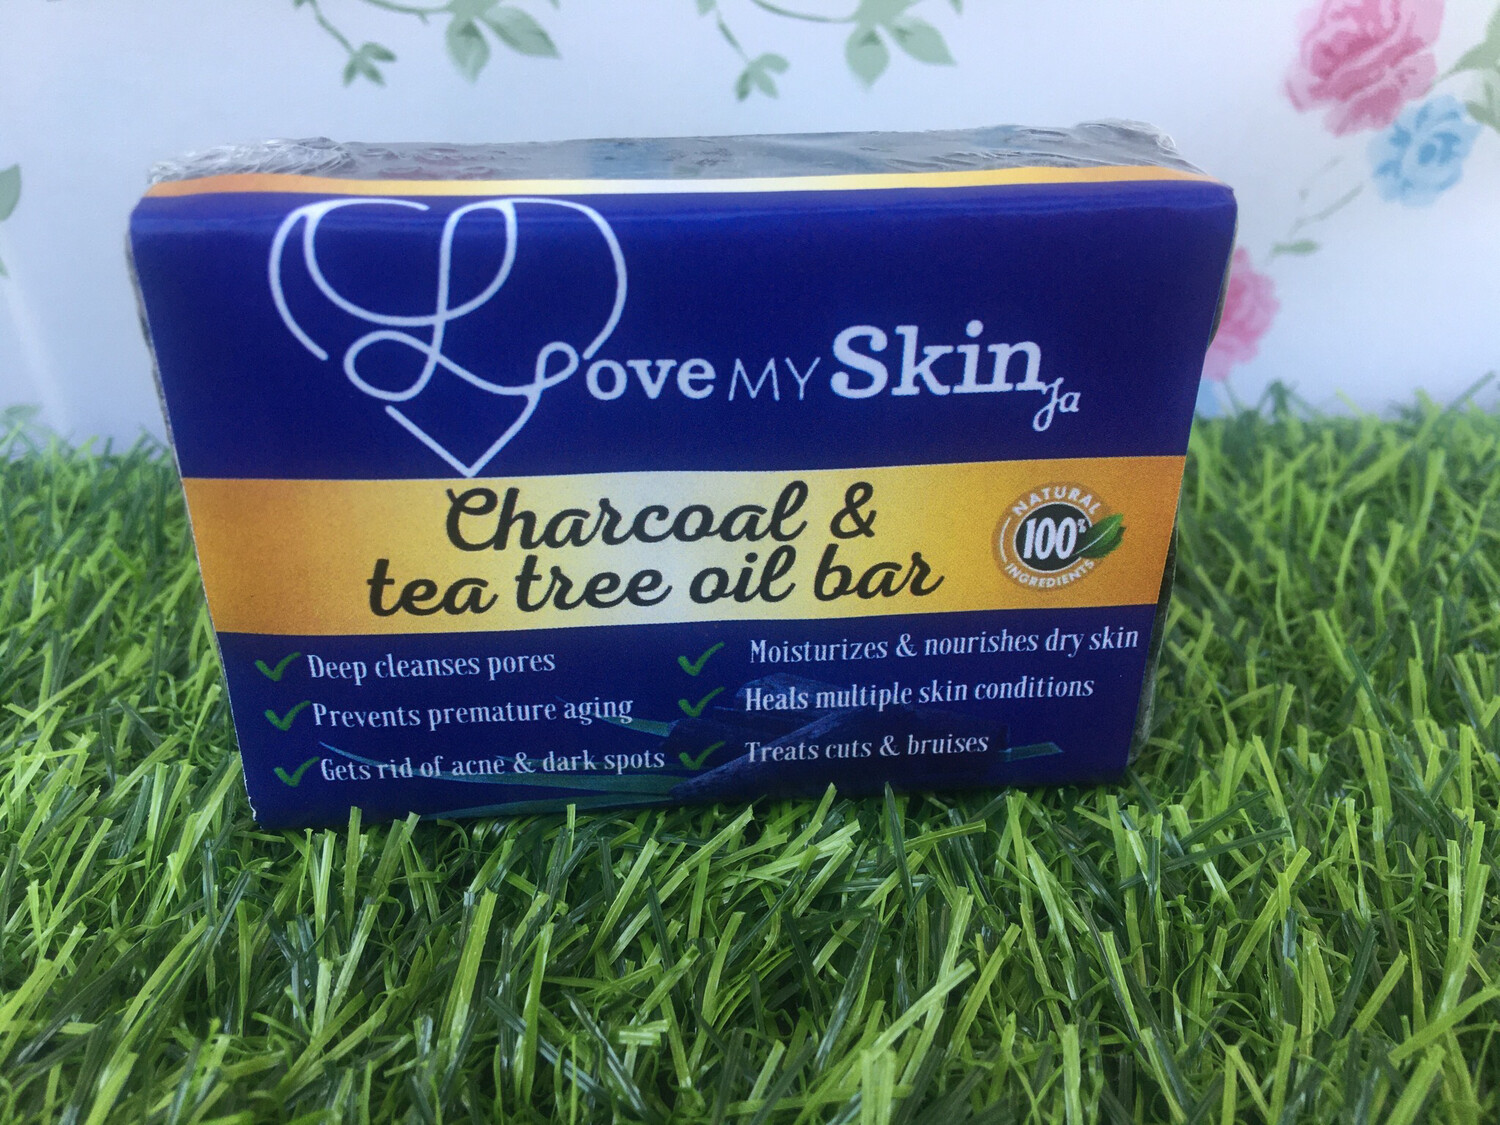 Love MY Skin Ja
Charcoal &
tea tree oil bar
NATURAL
100%
INGREDIENTS
Deep cleanses pores
Prevents premature aging
Gets rid of acne & dark spots
Moisturizes & nourishes dry skin
Heals multiple skin conditions
Treats cuts & bruises